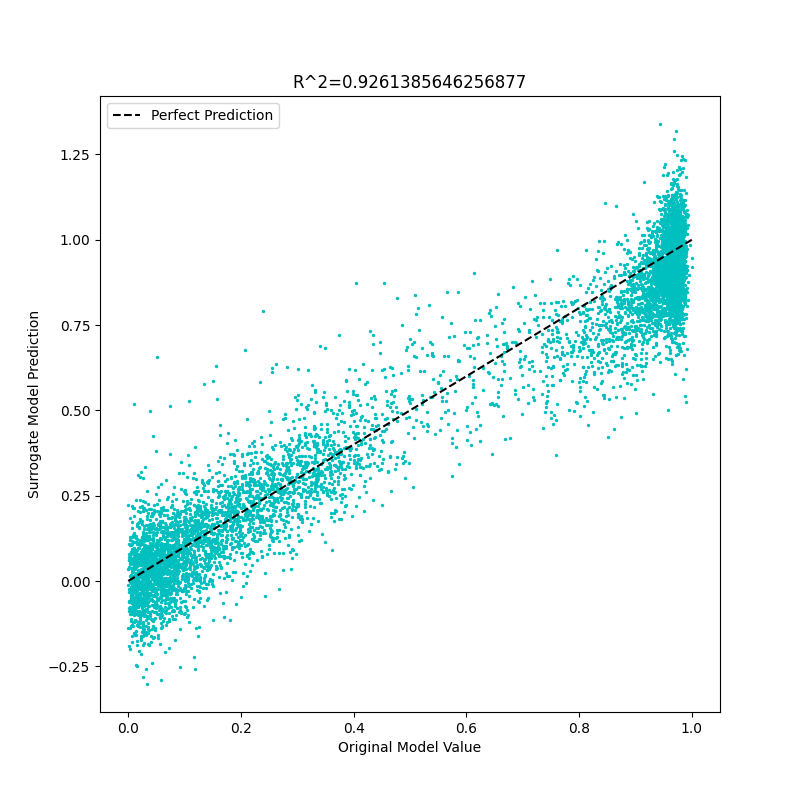 R^2=0.9261385646256877
Perfect Prediction
1.25
1.00
0.75
0.50
0.25
0.00
−0.25
Surrogate Model Prediction
0.0 0.2 0.4 0.6 0.8 1.0
Original Model Value